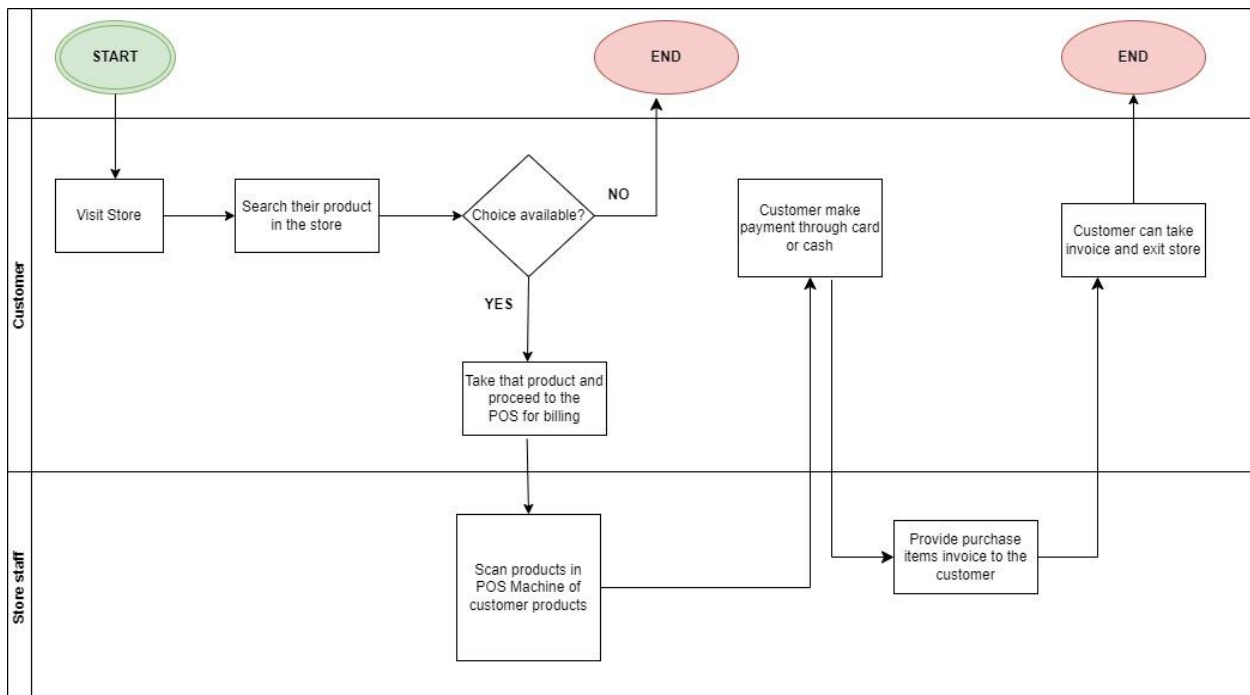 START
END
END
Customer
Visit Store
Search their product
in the store
Choice available?
NO
YES
Take that product and
proceed to the
POS for billing
Customer make
payment through card
or cash
Customer can take
invoice and exit store
Store staff
Scan products in
POS Machine of
customer products
Provide purchase
items invoice to the
customer